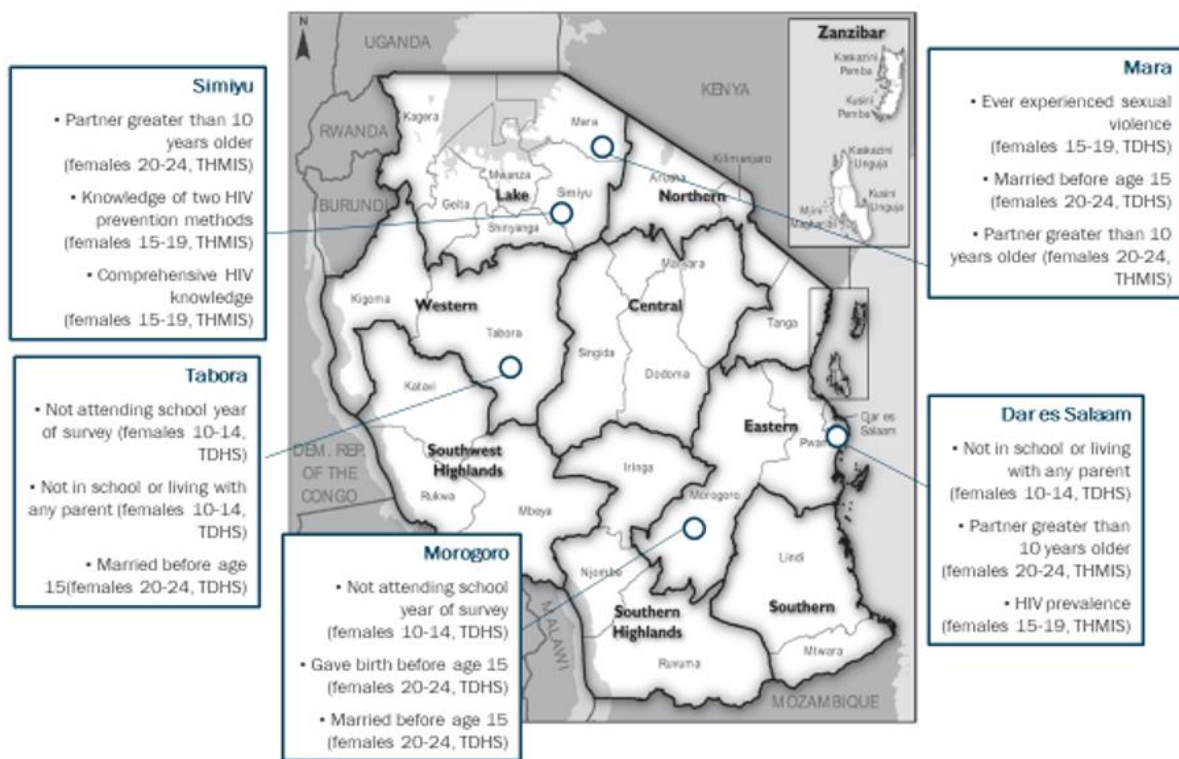 Simiyu
• Partner greater than 10
years older
(females 20-24, THMIS)
• Knowledge of two HIV
prevention methods
(females 15-19, THMIS)
• Comprehensive HIV
knowledge
(females 15-19, THMIS)
Tabora
• Not attending school year
of survey (females 10-14,
TDHS)
• Not in school or living with
any parent (females 10-14,
TDHS)
• Married before age
15(females 20-24, TDHS)
Morogoro
• Not attending school
year of survey
(females 10-14, TDHS)
• Gave birth before age 15
(females 20-24, TDHS)
• Married before age 15
(females 20-24, TDHS)
Mara
• Ever experienced sexual
violence
(females 15-19, TDHS)
• Married before age 15
(females 20-24, TDHS)
• Partner greater than 10
years older (females 20-24,
THMIS)
Dar es Salaam
• Not in school or living
with any parent
(females 10-14, TDHS)
• Partner greater than
10 years older
(females 20-24, THMIS)
• HIV prevalence
(females 15-19, THMIS)
N
UGANDA
KENYA
RWANDA
BURUNDI
DEM. REP.
OF THE
CONGO
MALAWI
MOZAMBIQUE
Zanzibar
Kaskazini
Pemba
Kusini
Pemba
Kaskazini
Unguja
Kusini
Unguja
Mjini
Magharibi
Kagera
Mara
Mwanza
Lake
Simiyu
Geita
Shinyanga
Arusha
Kilimanjaro
Northern
Manyara
Tanga
Kigoma
Western
Tabora
Central
Singida
Dodoma
Katavi
Southwest
Highlands
Rukwa
Mbeya
Iringa
Eastern
Dar es
Salaam
Morogoro
Njombe
Southern
Highlands
Ruvuma
Lindi
Southern
Mtwara